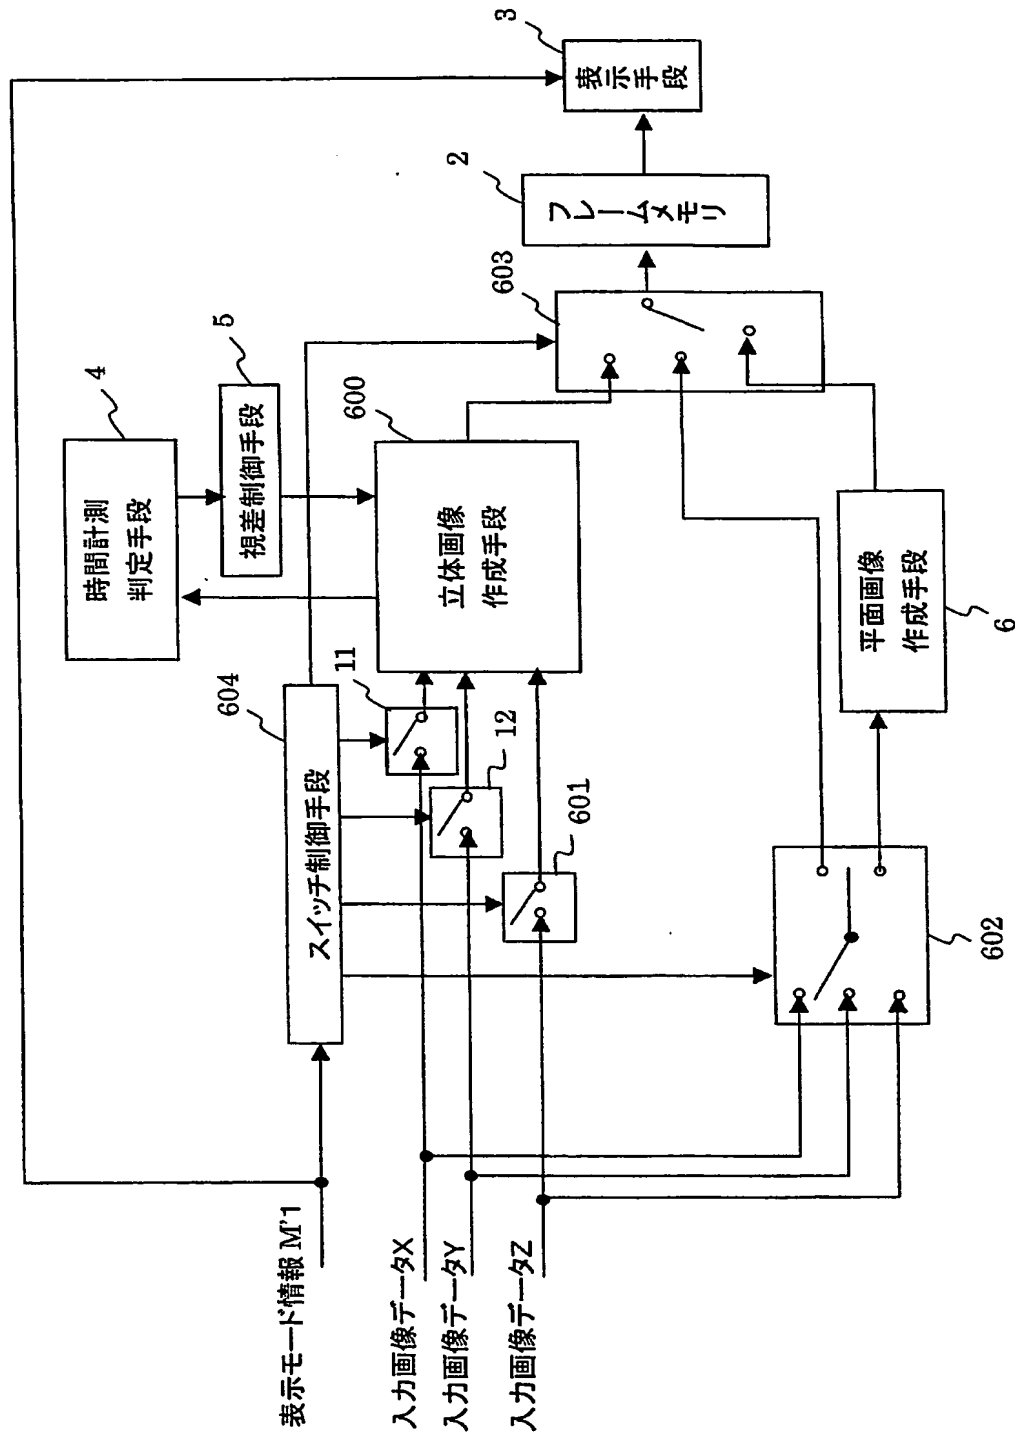 表示モード情報 M'1
入力画像データX
入力画像データY
入力画像データZ
スイッチ制御手段
604
11
12
601
602
時間計測
判定手段
4
視差制御手段
5
立体画像
作成手段
600
平面画像
作成手段
6
603
フレームメモリ
2
表示手段
3